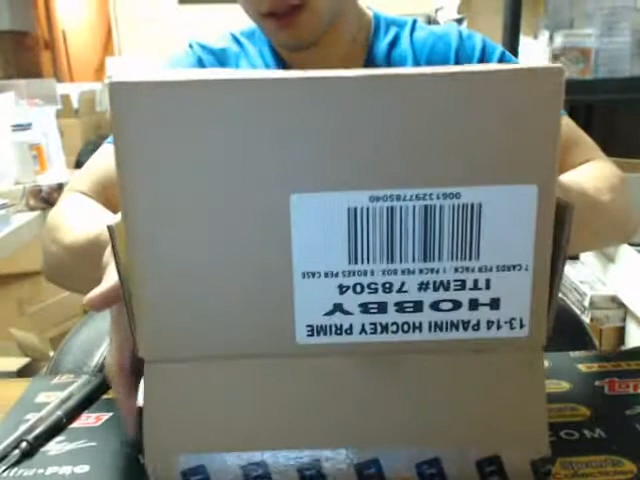 13-14 PANINI HOCKEY PRIME
HOBBY
ITEM# 78504
7 CARDS PER PACK / 1 PACK PER BOX / 8 BOXES PER CASE
00613297785040
.COM